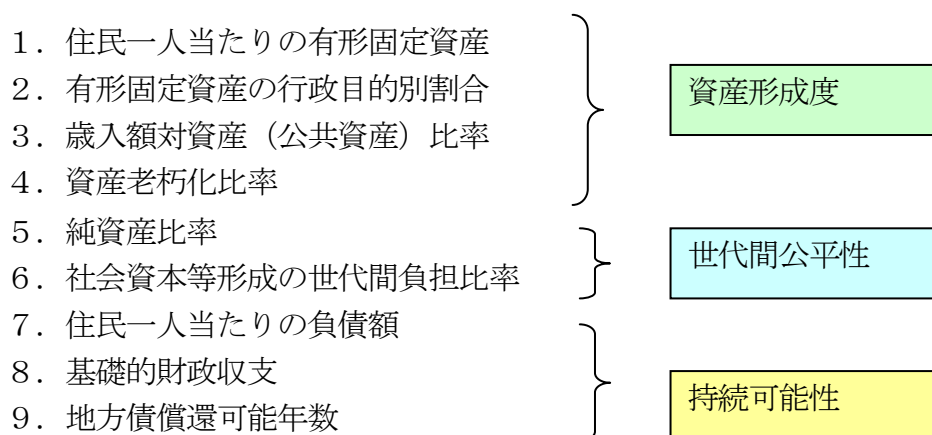 １．住民一人当たりの有形固定資産
２．有形固定資産の行政目的別割合
３．歳入額対資産（公共資産）比率
４．資産老朽化比率
資産形成度
５．純資産比率
６．社会資本等形成の世代間負担比率
世代間公平性
７．住民一人当たりの負債額
８．基礎的財政収支
９．地方債償還可能年数
持続可能性